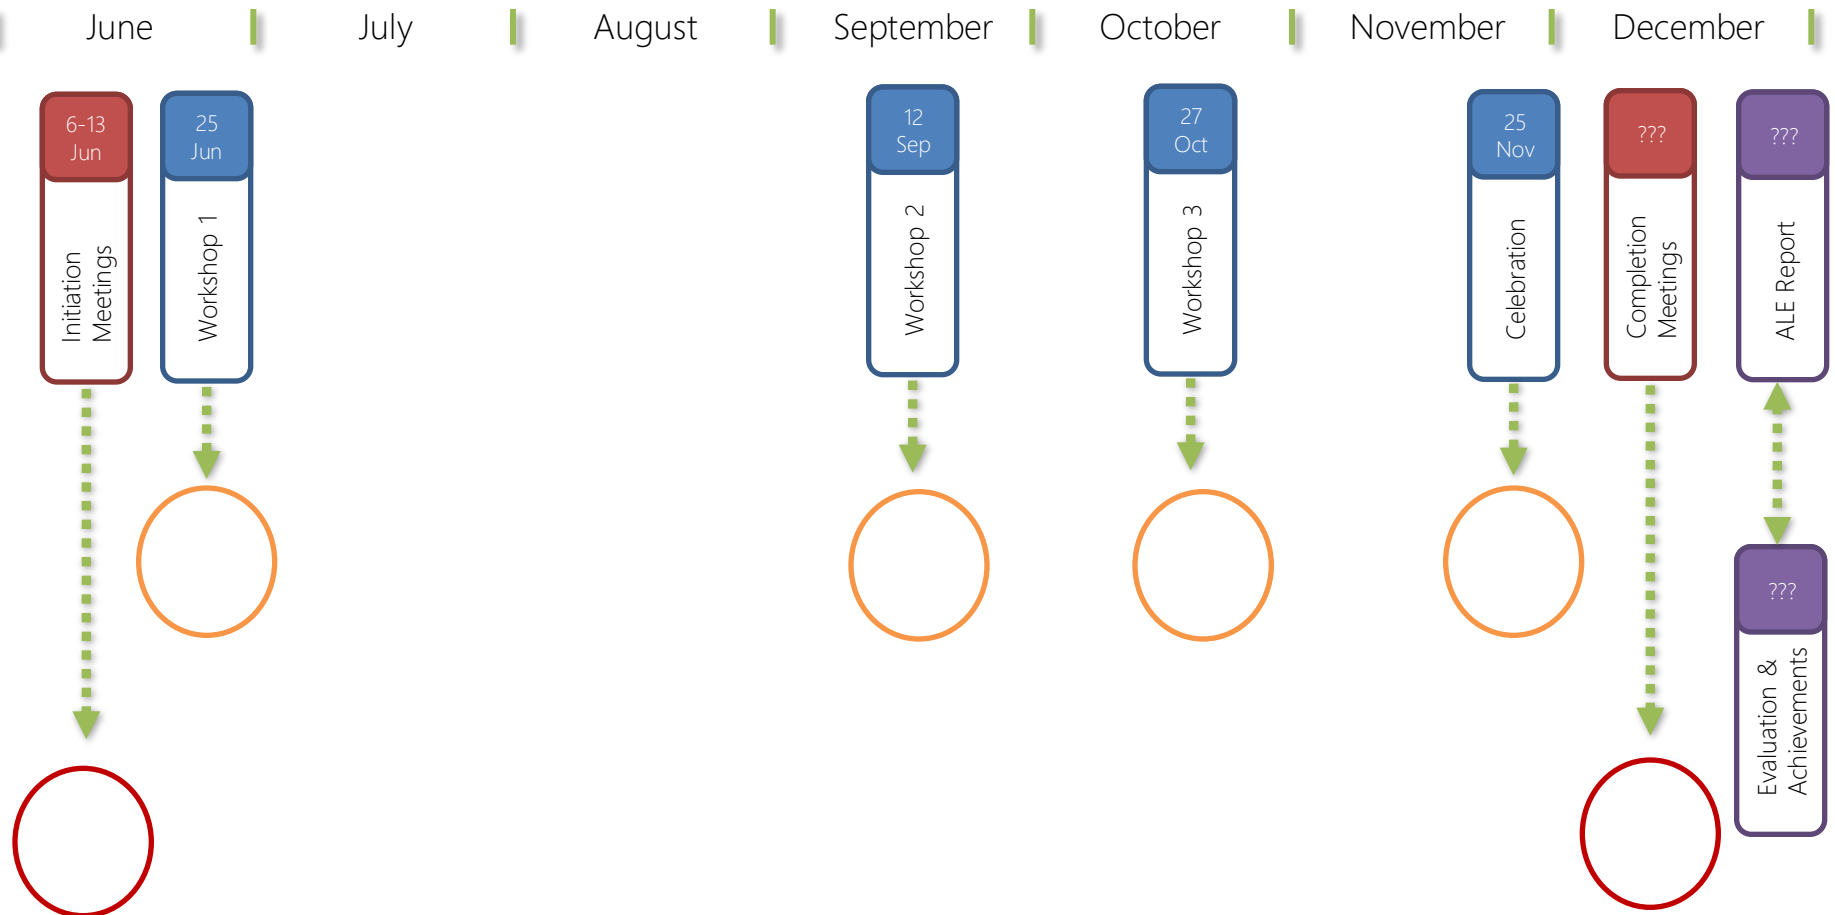 June
July
August
September
October
November
December
6-13
Jun
Initiation
Meetings
25
Jun
Workshop 1
12
Sep
Workshop 2
27
Oct
Workshop 3
25
Nov
Celebration
???
Completion
Meetings
???
ALE Report
???
Evaluation &
Achievements